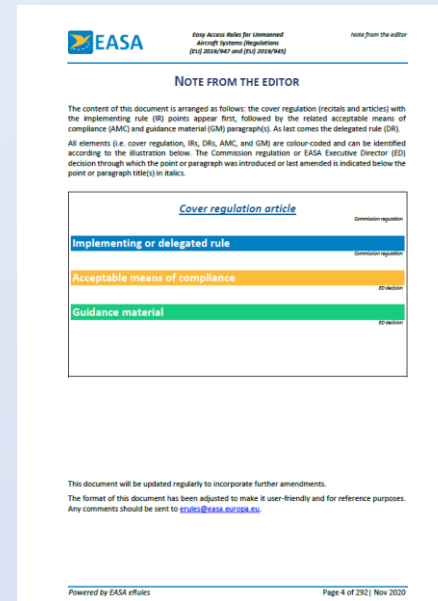 EASA
Easy Access Rules for Unmanned
Aircraft Systems (Regulations
(EU) 2019/947 and (EU) 2019/945)
Note from the editor
NOTE FROM THE EDITOR
The content of this document is arranged as follows: the cover regulation (recitals and articles) with
the implementing rule (IR) points appear first, followed by the related acceptable means of
compliance (AMC) and guidance material (GM) paragraph(s). As last comes the delegated rule (DR).
All elements (i.e. cover regulation, IRs, DRs, AMC, and GM) are colour-coded and can be identified
according to the illustration below. The Commission regulation or EASA Executive Director (ED)
decision through which the point or paragraph was introduced or last amended is indicated below the
point or paragraph title(s) in italics.
Cover regulation article
Commission regulation
Implementing or delegated rule
Commission regulation
Acceptable means of compliance
ED decision
Guidance material
ED decision
This document will be updated regularly to incorporate further amendments.
The format of this document has been adjusted to make it user-friendly and for reference purposes.
Any comments should be sent to erules@easa.europa.eu.
Powered by EASA eRules
Page 4 of 292| Nov 2020